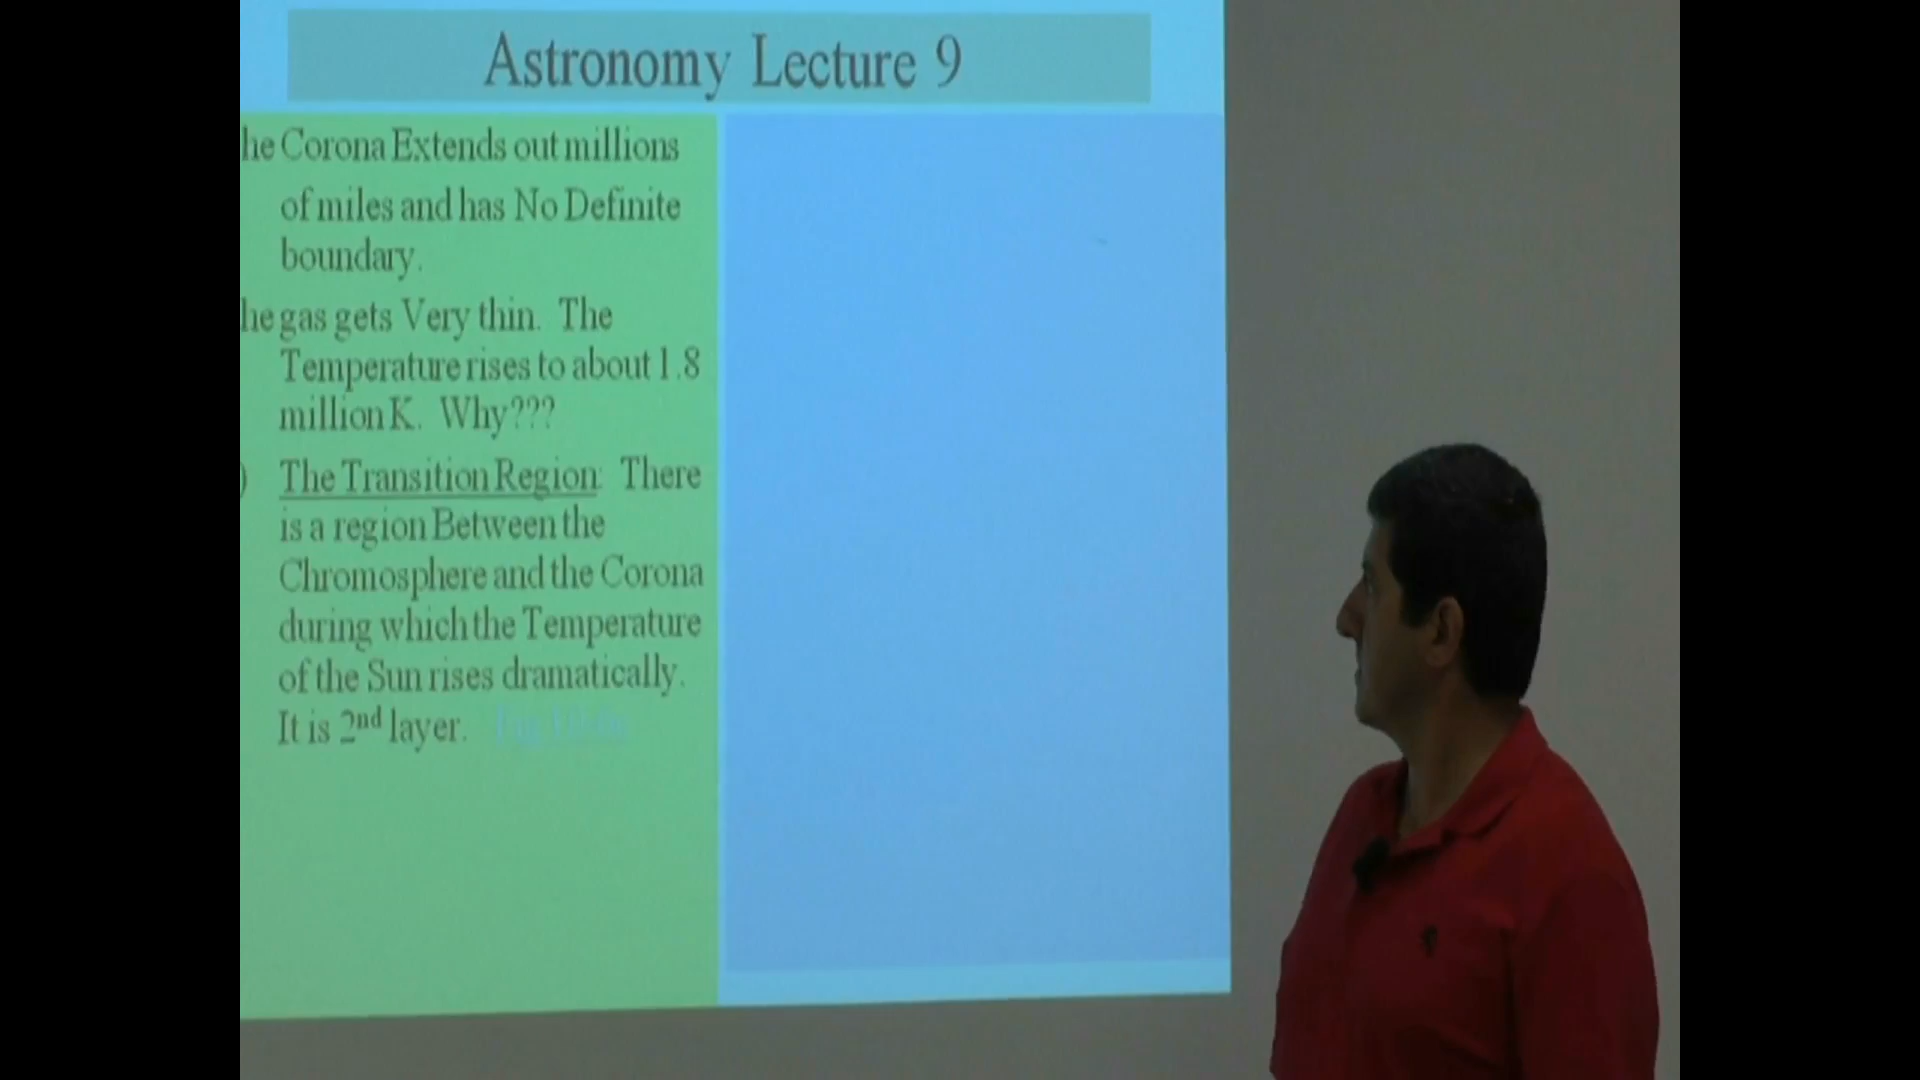 Astronomy Lecture 9
he Corona Extends out millions
of miles and has No Definite
boundary.
he gas gets Very thin. The
Temperature rises to about 1.8
million K. Why???
) The Transition Region: There
is a region Between the
Chromosphere and the Corona
during which the Temperature
of the Sun rises dramatically.
It is 2nd layer.